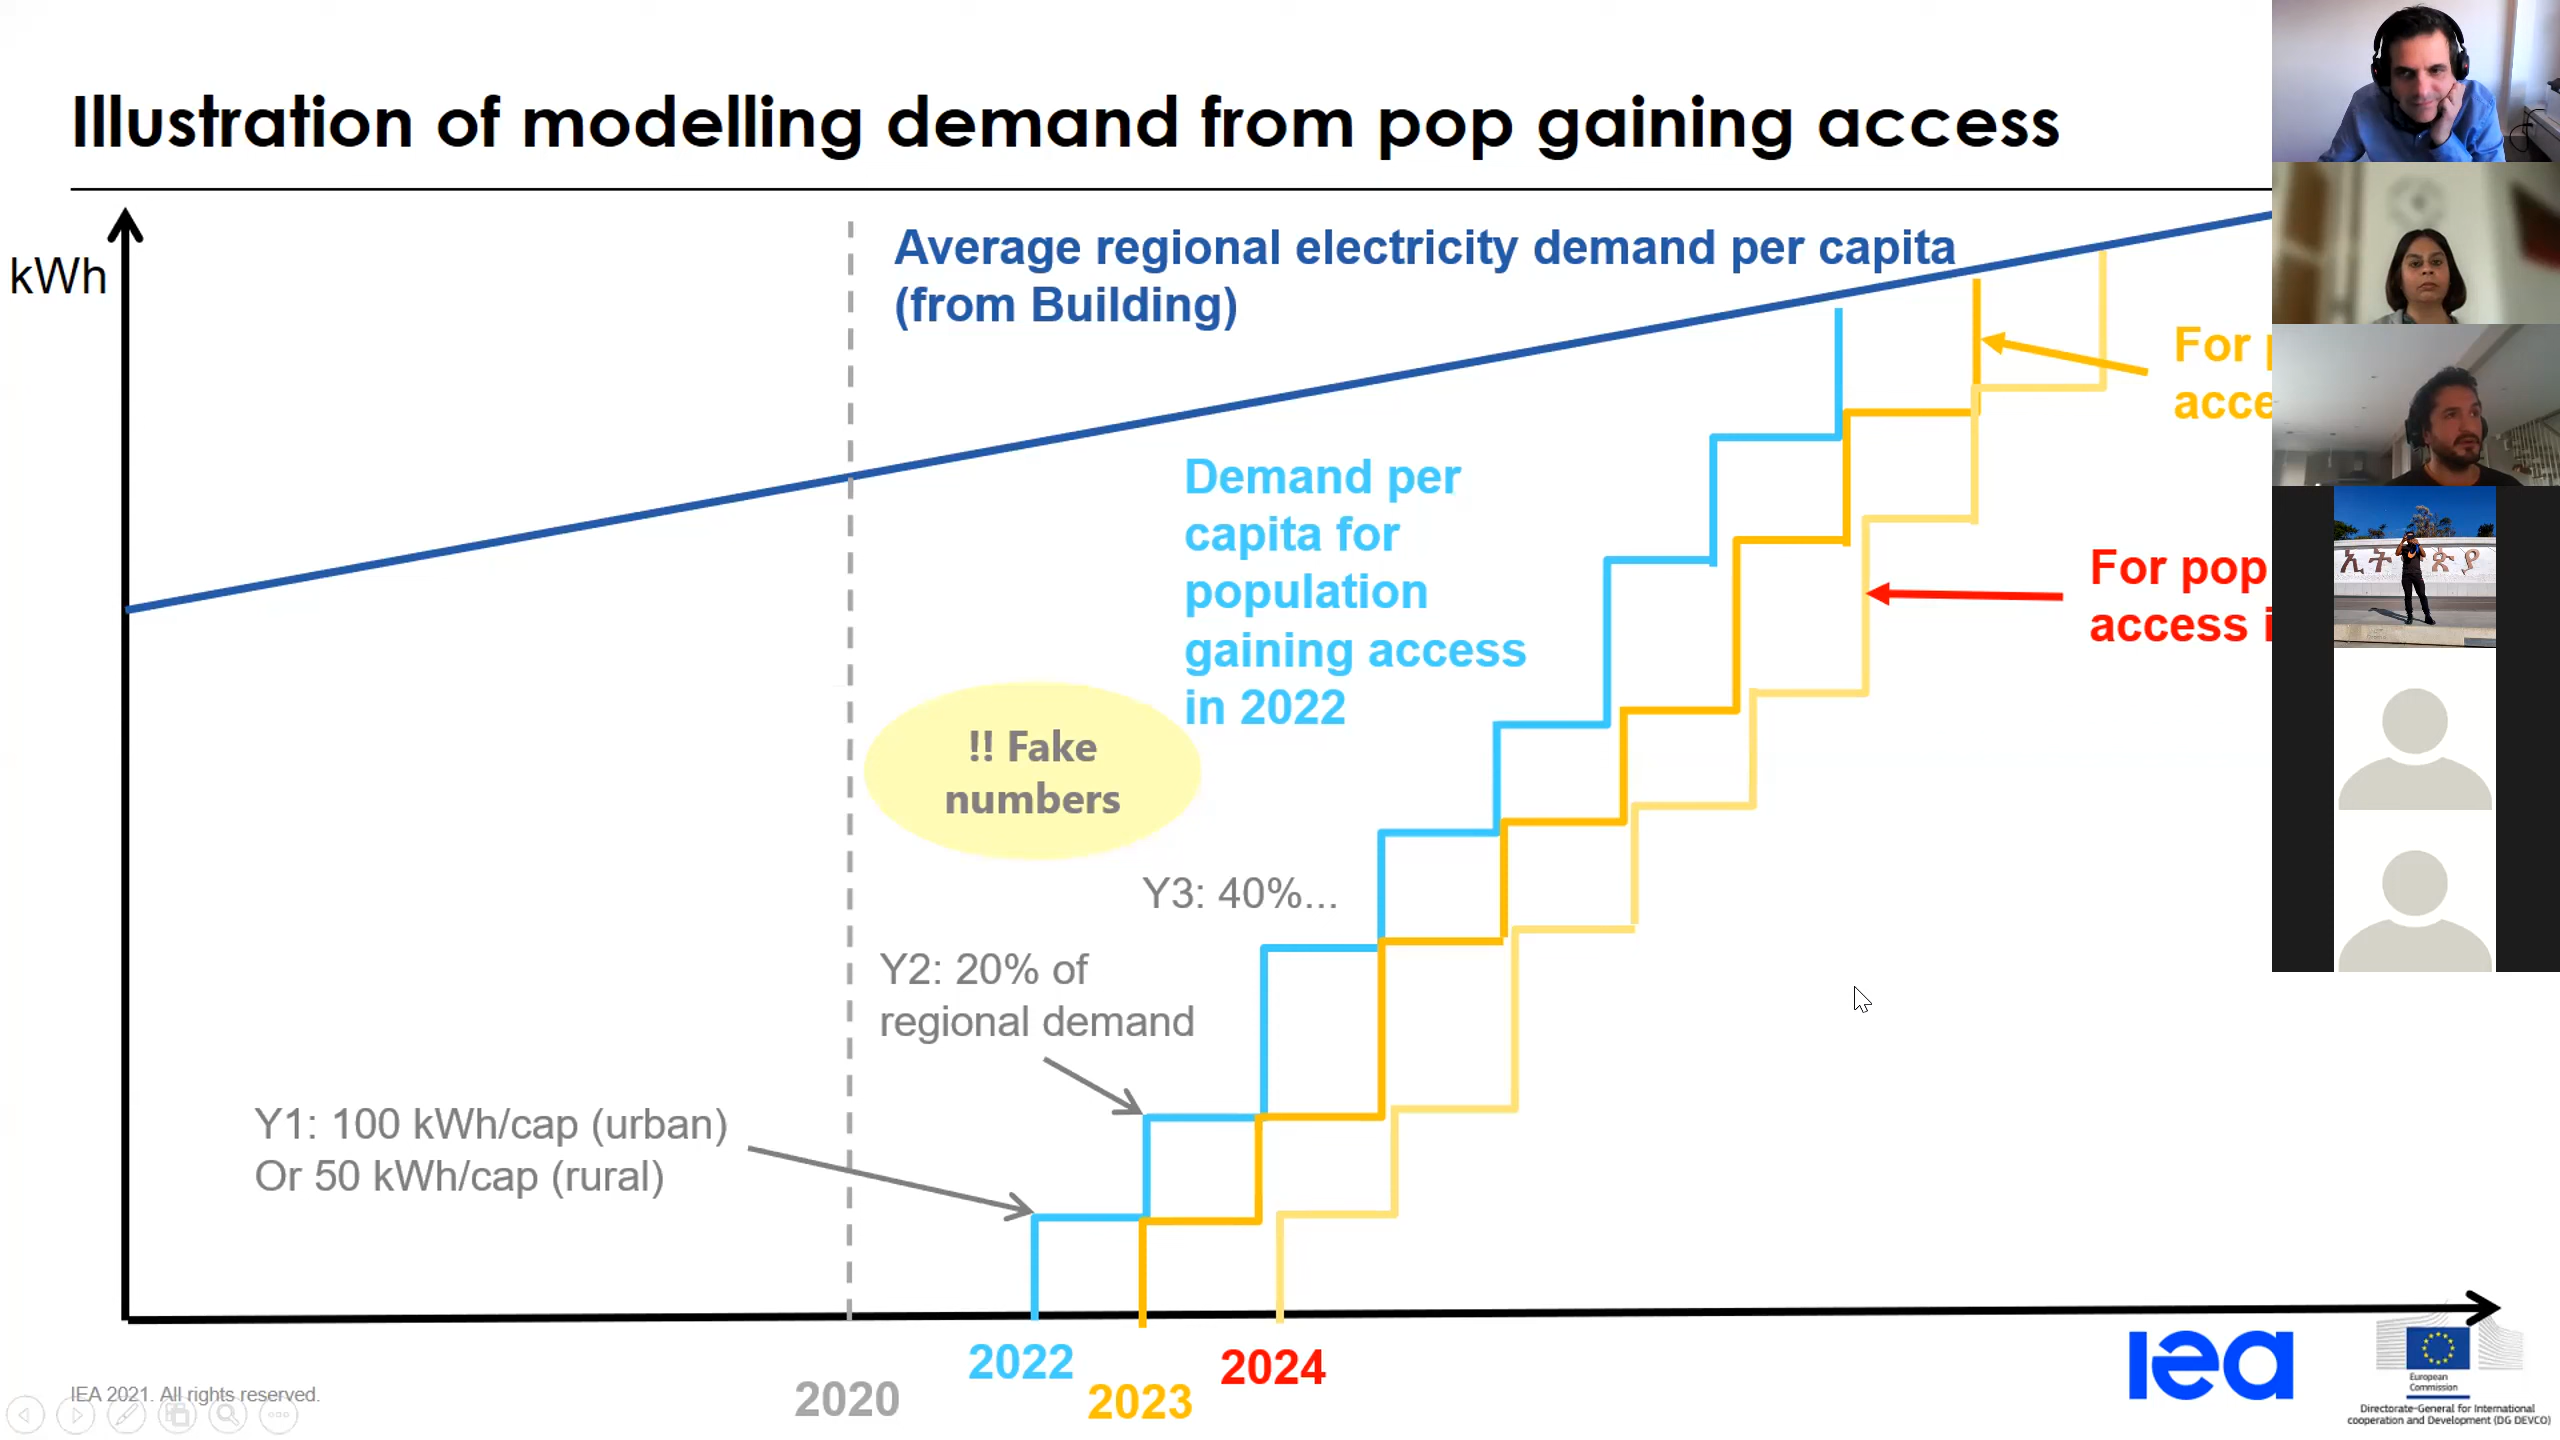 Illustration of modelling demand from pop gaining access
kWh
Average regional electricity demand per capita
(from Building)
For
acce
Demand per
capita for
population
gaining access
in 2022
For pop
access i
ኢትዮጵያ
!! Fake
numbers
Y3: 40%...
Y2: 20% of
regional demand
Y1: 100 kWh/cap (urban)
Or 50 kWh/cap (rural)
2020
2022
2023
2024
IEA 2021. All rights reserved.
iea
European
Commission
Directorate-General for International
cooperation and Development (DG DEVCO)